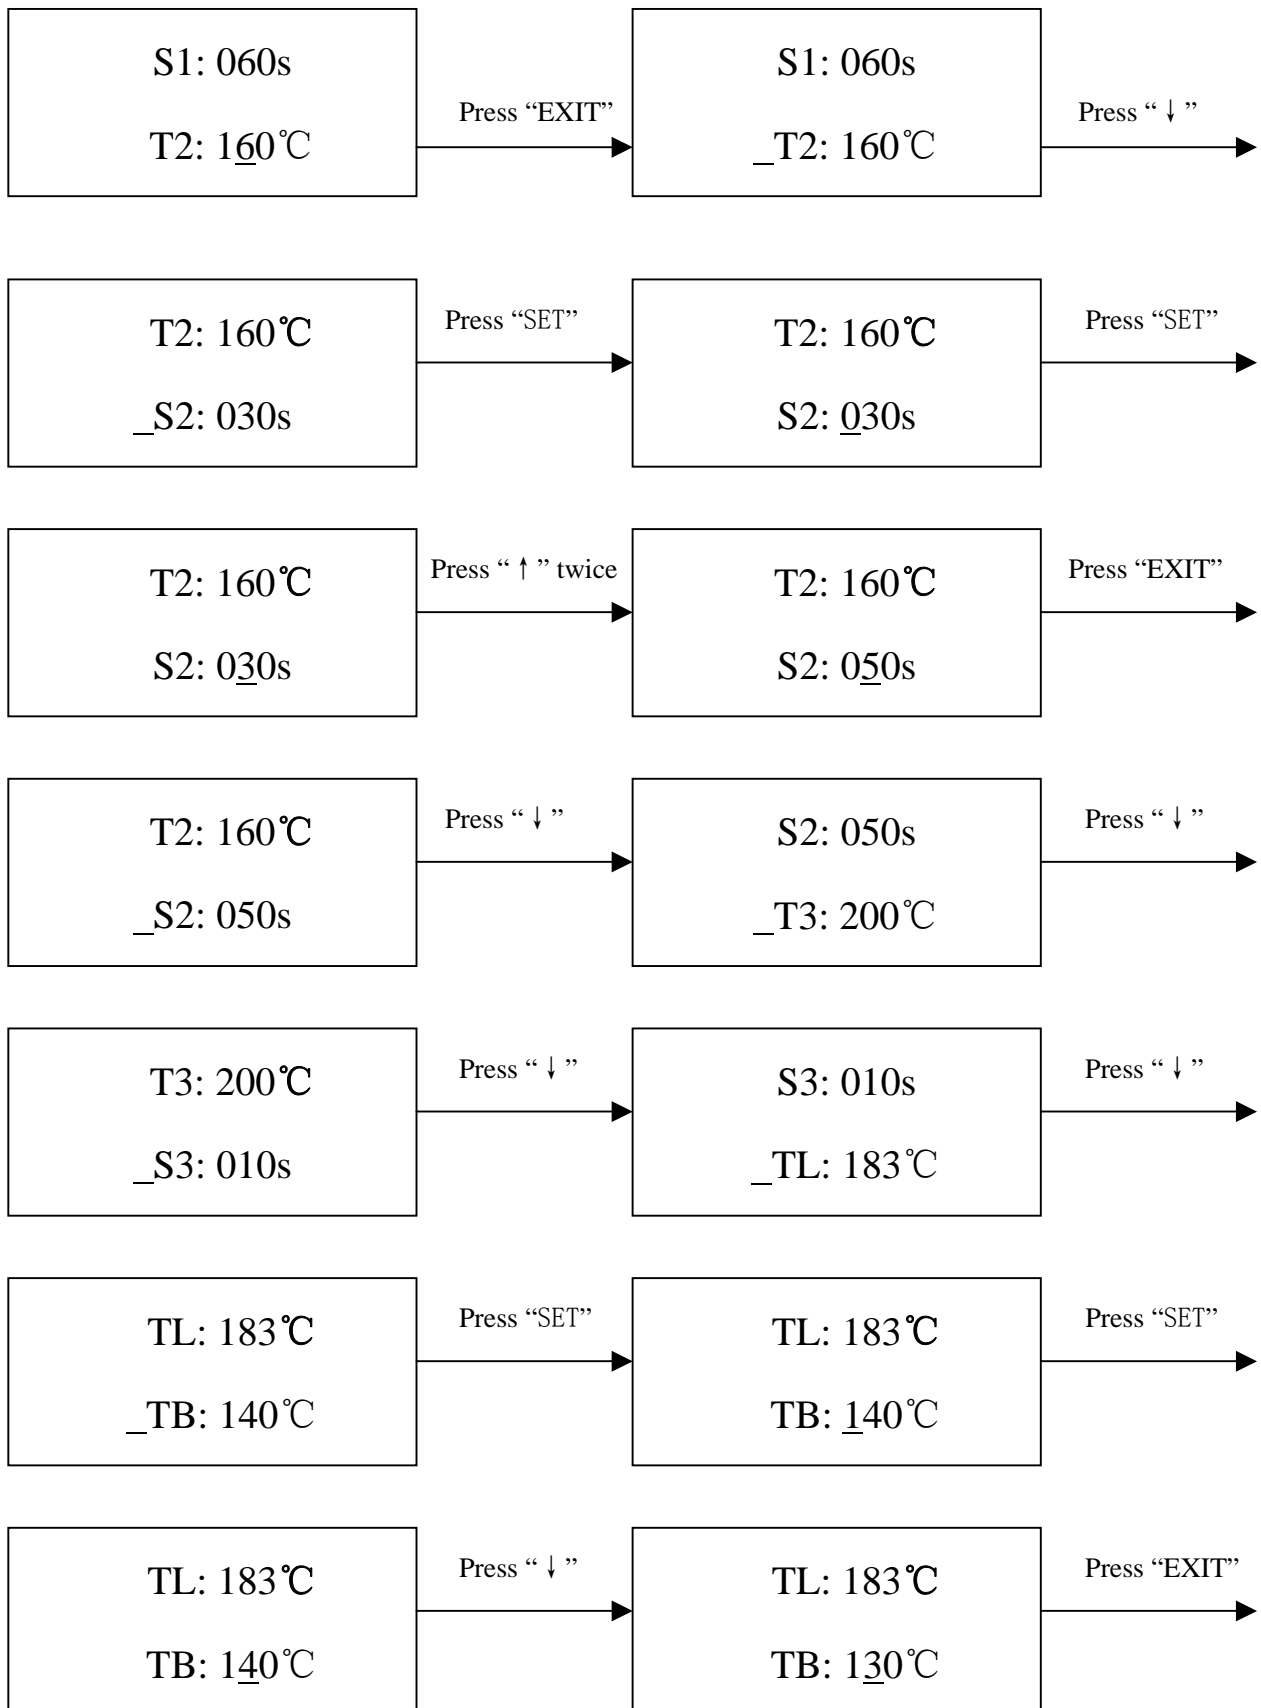 S1: 060s
T2: 160℃
Press “EXIT”
S1: 060s
_T2: 160℃
Press “↓”
T2: 160℃
_S2: 030s
Press “SET”
T2: 160℃
S2: 030s
Press “SET”
T2: 160℃
S2: 030s
Press “↑” twice
T2: 160℃
S2: 050s
Press “EXIT”
T2: 160℃
_S2: 050s
Press “↓”
S2: 050s
_T3: 200℃
Press “↓”
T3: 200℃
_S3: 010s
Press “↓”
S3: 010s
_TL: 183℃
Press “↓”
TL: 183℃
_TB: 140℃
Press “SET”
TL: 183℃
TB: 140℃
Press “SET”
TL: 183℃
TB: 140℃
Press “↓”
TL: 183℃
TB: 130℃
Press “EXIT”